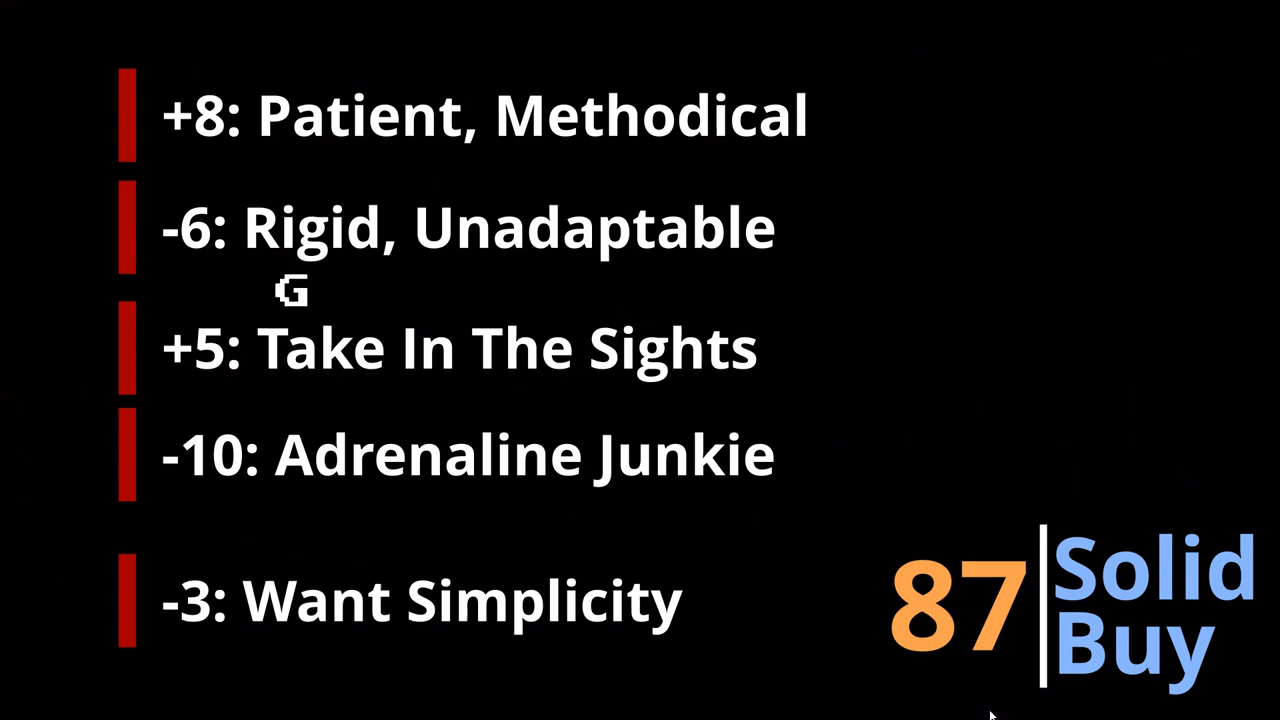 +8: Patient, Methodical
-6: Rigid, Unadaptable
G
+5: Take In The Sights
-10: Adrenaline Junkie
-3: Want Simplicity
87
Solid
Buy